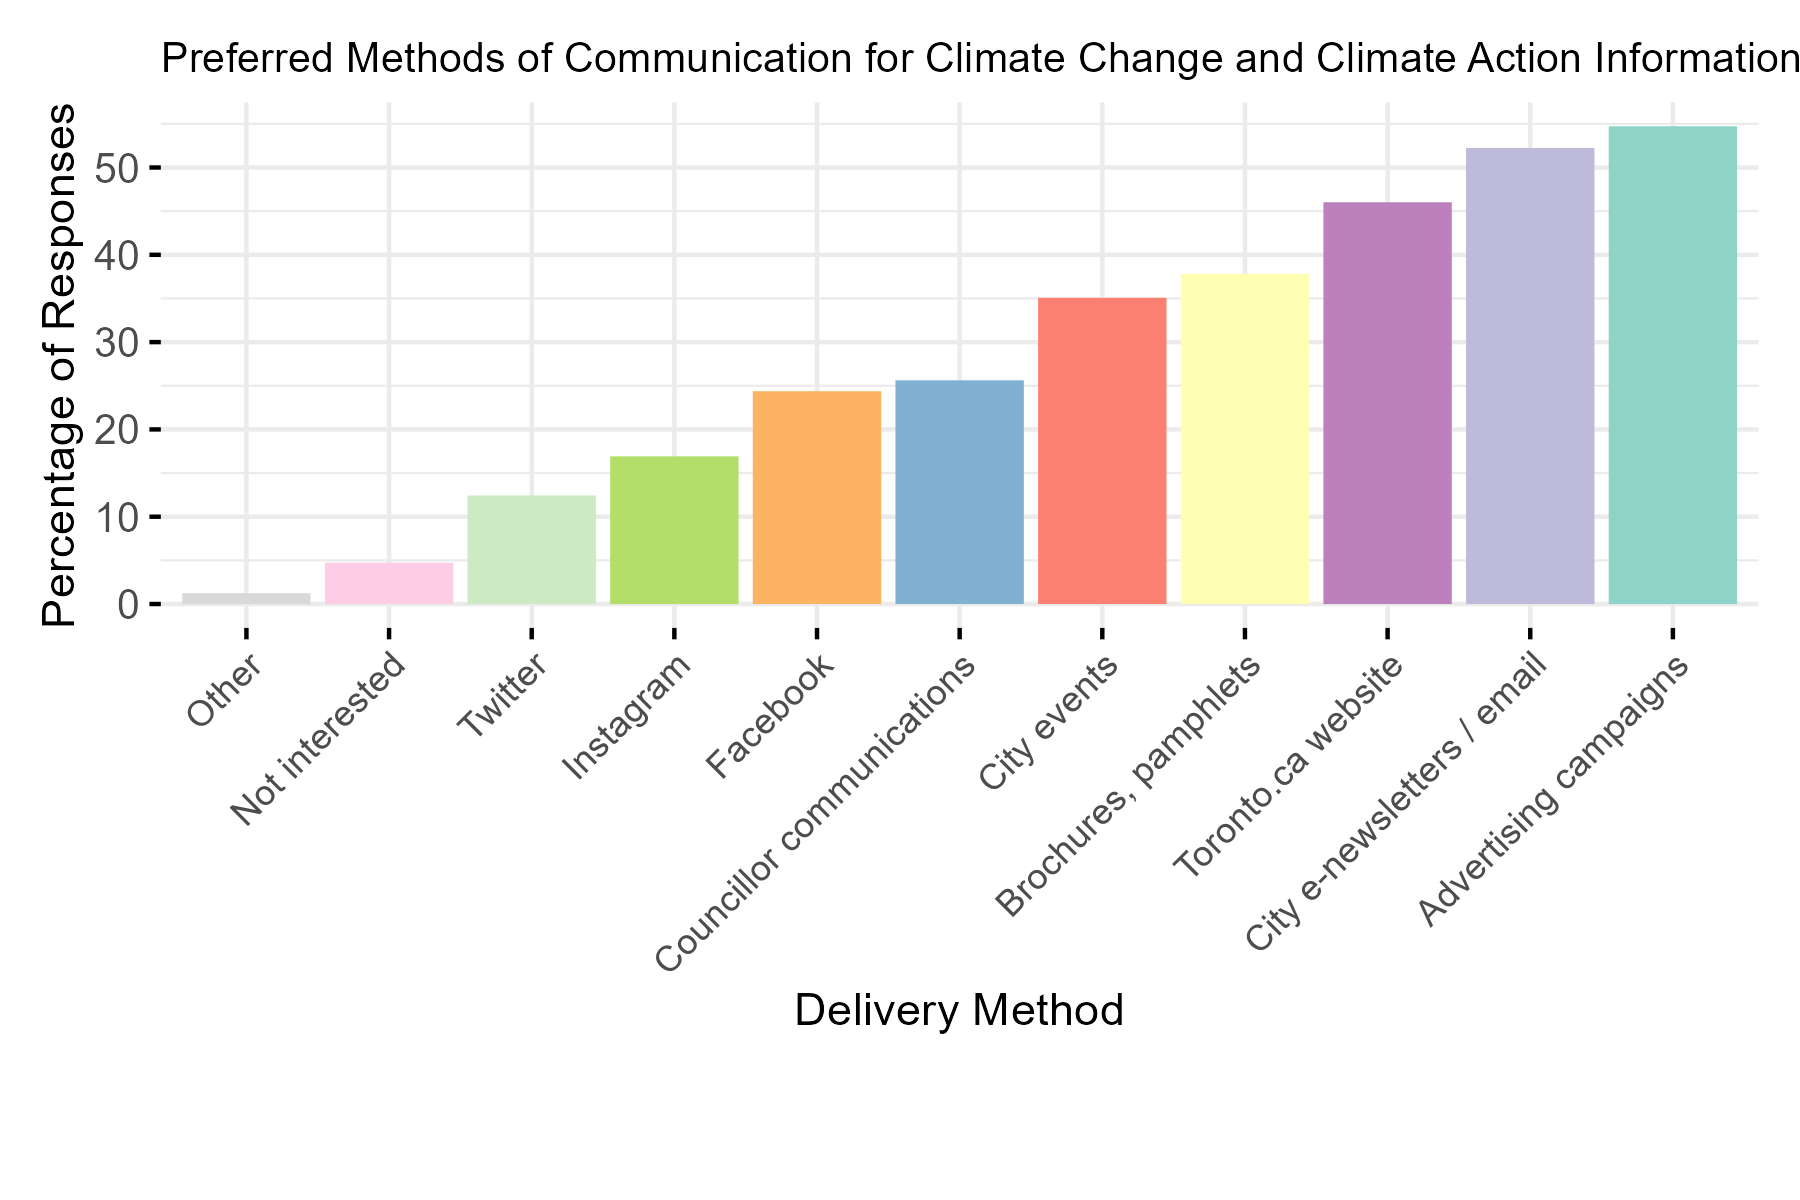 Preferred Methods of Communication for Climate Change and Climate Action Information
Percentage of Responses
50
40
30
20
10
0
Other
Not interested
Twitter
Instagram
Facebook
Councillor communications
City events
Brochures, pamphlets
Toronto.ca website
City e-newsletters / email
Advertising campaigns
Delivery Method